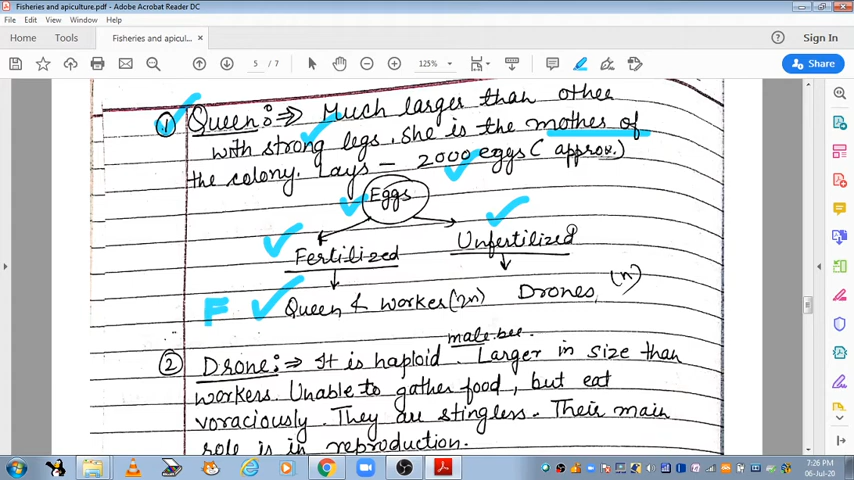 Fisheries and apiculture.pdf - Adobe Acrobat Reader DC
File Edit View Window Help
Home Tools Fisheries and apicul... × Sign In
5 / 7 125% Share
① Queen:⇒ Much larger than other
with strong legs. She is the mother of
the colony. Lays - 2000 eggs (approx.)
Eggs
Fertilized Unfertilized
F Queen & worker (2n) Drones (n)
male bee.
② Drone:⇒ It is haploid. Larger in size than
workers. Unable to gather food, but eat
voraciously. They are stingless. Their main
role is in reproduction.
7:26 PM
06-Jul-20